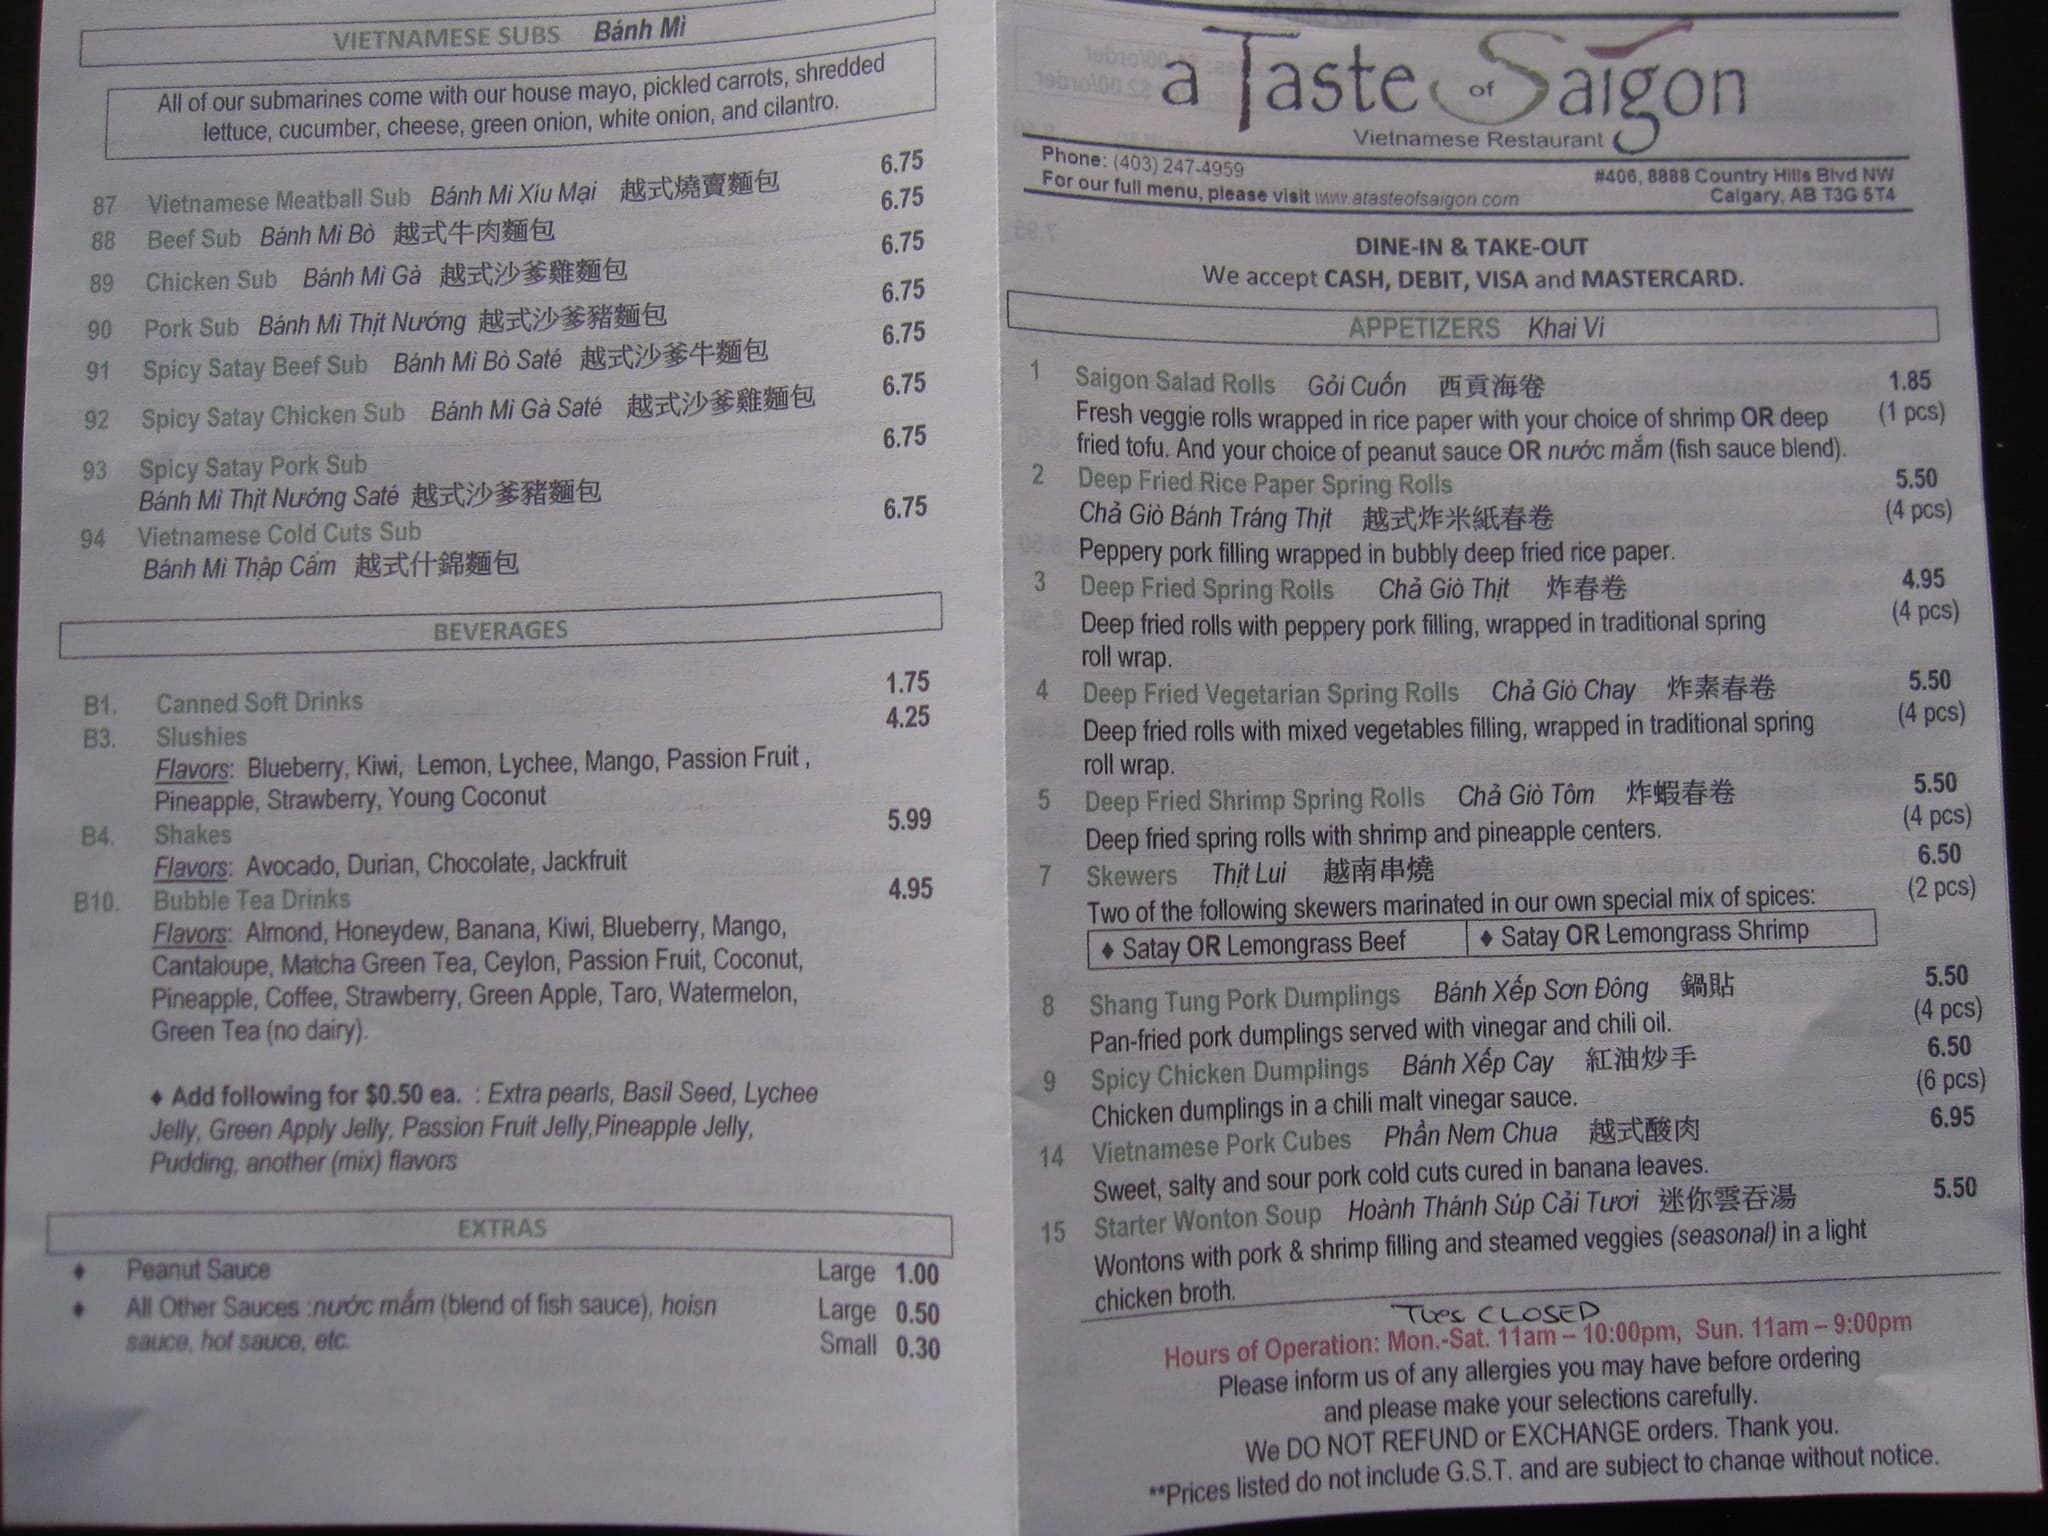 VIETNAMESE SUBS Bánh Mì
All of our submarines come with our house mayo, pickled carrots, shredded
lettuce, cucumber, cheese, green onion, white onion, and cilantro.
87 Vietnamese Meatball Sub Bánh Mì Xíu Mại 越式燒賣麵包 6.75
88 Beef Sub Bánh Mì Bò 越式牛肉麵包 6.75
89 Chicken Sub Bánh Mì Gà 越式沙爹雞麵包 6.75
90 Pork Sub Bánh Mì Thịt Nướng 越式沙爹豬麵包 6.75
91 Spicy Satay Beef Sub Bánh Mì Bò Saté 越式沙爹牛麵包 6.75
92 Spicy Satay Chicken Sub Bánh Mì Gà Saté 越式沙爹雞麵包 6.75
93 Spicy Satay Pork Sub 6.75
Bánh Mì Thịt Nướng Saté 越式沙爹豬麵包
94 Vietnamese Cold Cuts Sub 6.75
Bánh Mì Thập Cẩm 越式什錦麵包
BEVERAGES
B1. Canned Soft Drinks 1.75
B3. Slushies 4.25
Flavors: Blueberry, Kiwi, Lemon, Lychee, Mango, Passion Fruit ,
Pineapple, Strawberry, Young Coconut
B4. Shakes 5.99
Flavors: Avocado, Durian, Chocolate, Jackfruit
B10. Bubble Tea Drinks 4.95
Flavors: Almond, Honeydew, Banana, Kiwi, Blueberry, Mango,
Cantaloupe, Matcha Green Tea, Ceylon, Passion Fruit, Coconut,
Pineapple, Coffee, Strawberry, Green Apple, Taro, Watermelon,
Green Tea (no dairy).
♦ Add following for $0.50 ea. : Extra pearls, Basil Seed, Lychee
Jelly, Green Apply Jelly, Passion Fruit Jelly,Pineapple Jelly,
Pudding, another (mix) flavors
EXTRAS
♦ Peanut Sauce Large 1.00
♦ All Other Sauces :nước mắm (blend of fish sauce), hoisn Large 0.50
sauce, hot sauce, etc. Small 0.30
a Taste of Saigon
Vietnamese Restaurant
Phone: (403) 247-4959 #406, 8888 Country Hills Blvd NW
For our full menu, please visit www.atasteofsaigon.com Calgary, AB T3G 5T4
DINE-IN & TAKE-OUT
We accept CASH, DEBIT, VISA and MASTERCARD.
APPETIZERS Khai Vi
1 Saigon Salad Rolls Gỏi Cuốn 西貢海卷 1.85
Fresh veggie rolls wrapped in rice paper with your choice of shrimp OR deep (1 pcs)
fried tofu. And your choice of peanut sauce OR nước mắm (fish sauce blend).
2 Deep Fried Rice Paper Spring Rolls 5.50
Chả Giò Bánh Tráng Thịt 越式炸米紙春卷 (4 pcs)
Peppery pork filling wrapped in bubbly deep fried rice paper.
3 Deep Fried Spring Rolls Chả Giò Thịt 炸春卷 4.95
Deep fried rolls with peppery pork filling, wrapped in traditional spring (4 pcs)
roll wrap.
4 Deep Fried Vegetarian Spring Rolls Chả Giò Chay 炸素春卷 5.50
Deep fried rolls with mixed vegetables filling, wrapped in traditional spring (4 pcs)
roll wrap.
5 Deep Fried Shrimp Spring Rolls Chả Giò Tôm 炸蝦春卷 5.50
Deep fried spring rolls with shrimp and pineapple centers. (4 pcs)
7 Skewers Thịt Lui 越南串燒 6.50
Two of the following skewers marinated in our own special mix of spices: (2 pcs)
♦ Satay OR Lemongrass Beef ♦ Satay OR Lemongrass Shrimp
8 Shang Tung Pork Dumplings Bánh Xếp Sơn Đông 鍋貼 5.50
Pan-fried pork dumplings served with vinegar and chili oil. (4 pcs)
9 Spicy Chicken Dumplings Bánh Xếp Cay 紅油炒手 6.50
Chicken dumplings in a chili malt vinegar sauce. (6 pcs)
14 Vietnamese Pork Cubes Phần Nem Chua 越式酸肉 6.95
Sweet, salty and sour pork cold cuts cured in banana leaves.
15 Starter Wonton Soup Hoành Thánh Súp Cải Tươi 迷你雲吞湯 5.50
Wontons with pork & shrimp filling and steamed veggies (seasonal) in a light
chicken broth.
Tues CLOSED
Hours of Operation: Mon.-Sat. 11am – 10:00pm, Sun. 11am – 9:00pm
Please inform us of any allergies you may have before ordering
and please make your selections carefully.
We DO NOT REFUND or EXCHANGE orders. Thank you.
**Prices listed do not include G.S.T. and are subject to change without notice.